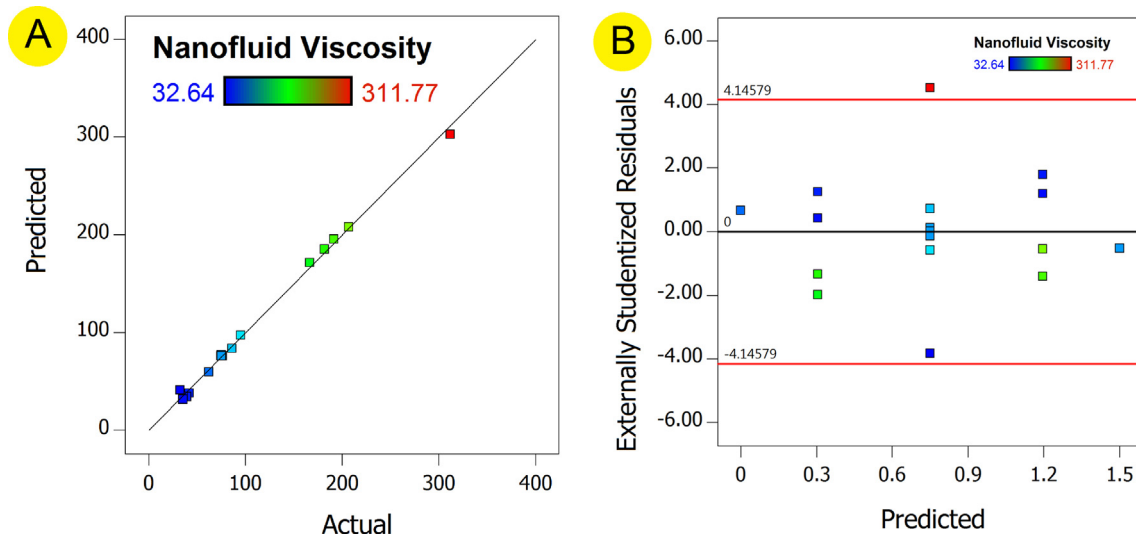 A
Nanofluid Viscosity
32.64 311.77
400
300
200
100
0
0 100 200 300 400
Predicted
Actual
B
Nanofluid Viscosity
32.64 311.77
6.00
4.00
2.00
0.00
-2.00
-4.00
-6.00
4.14579
0
-4.14579
0 0.3 0.6 0.9 1.2 1.5
Externally Studentized Residuals
Predicted